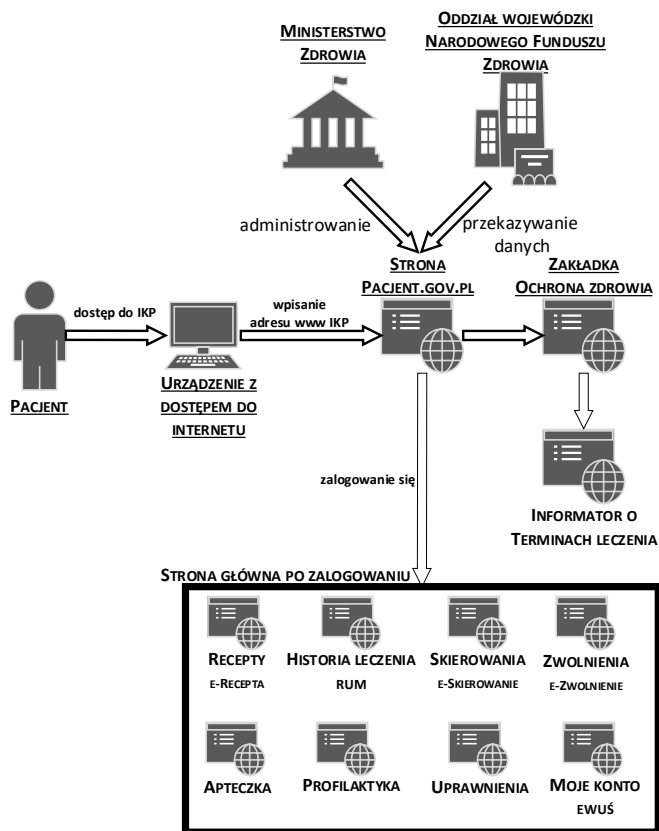 MINISTERSTWO
ZDROWIA
ODDZIAŁ WOJEWÓDZKI
NARODOWEGO FUNDUSZU
ZDROWIA
administrowanie
przekazywanie
danych
STRONA
PACJENT.GOV.PL
ZAKŁADKA
OCHRONA ZDROWIA
dostęp do IKP
wpisanie
adresu www IKP
PACJENT
URZĄDZENIE Z
DOSTĘPEM DO
INTERNETU
zalogowanie się
INFORMATOR O
TERMINACH LECZENIA
STRONA GŁÓWNA PO ZALOGOWANIU
RECEPTY
E-RECEPTA
HISTORIA LECZENIA
RUM
SKIEROWANIA
E-SKIEROWANIE
ZWOLNIENIA
E-ZWOLNIENIE
APTECZKA
PROFILAKTYKA
UPRAWNIENIA
MOJE KONTO
EWUŚ